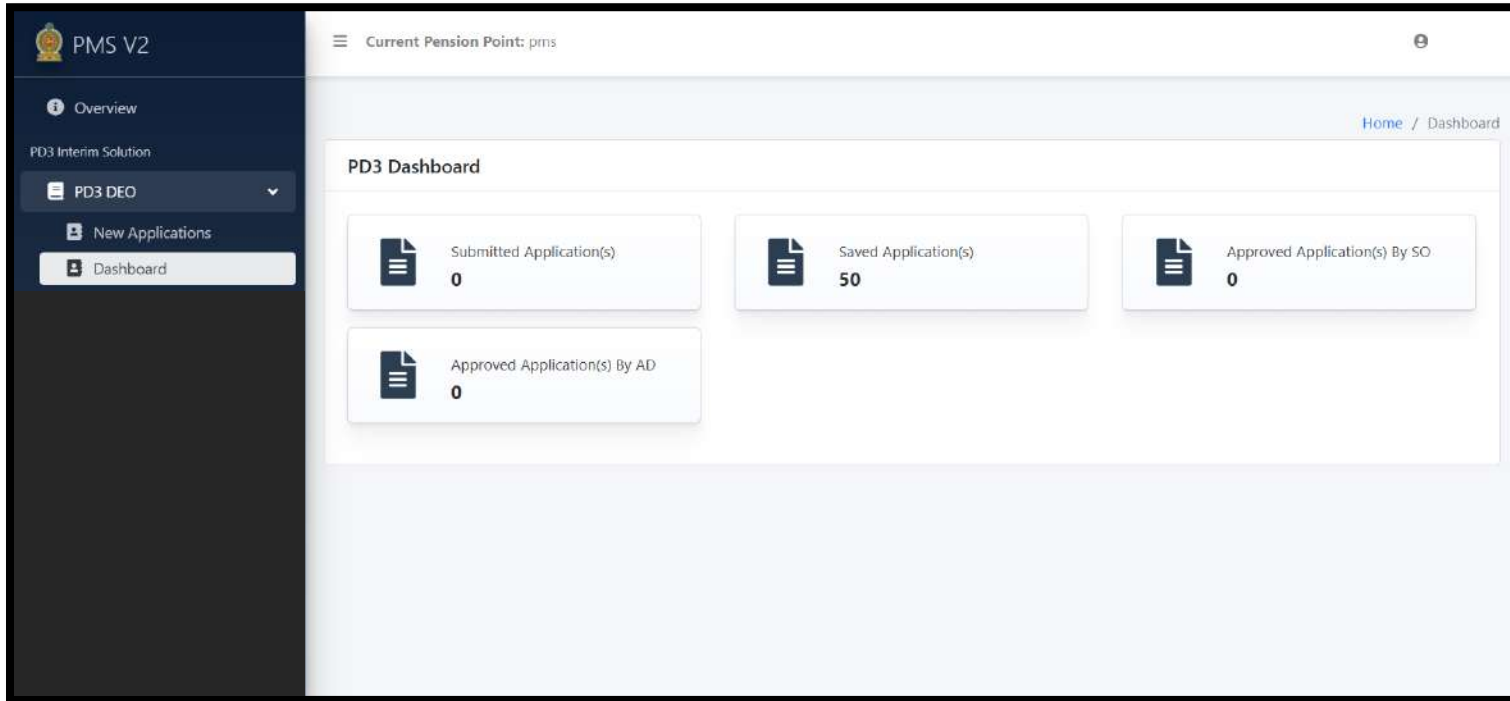 PMS V2
Current Pension Point: pms
Overview
PD3 Interim Solution
PD3 DEO
New Applications
Dashboard
Home / Dashboard
PD3 Dashboard
Submitted Application(s)
0
Saved Application(s)
50
Approved Application(s) By SO
0
Approved Application(s) By AD
0